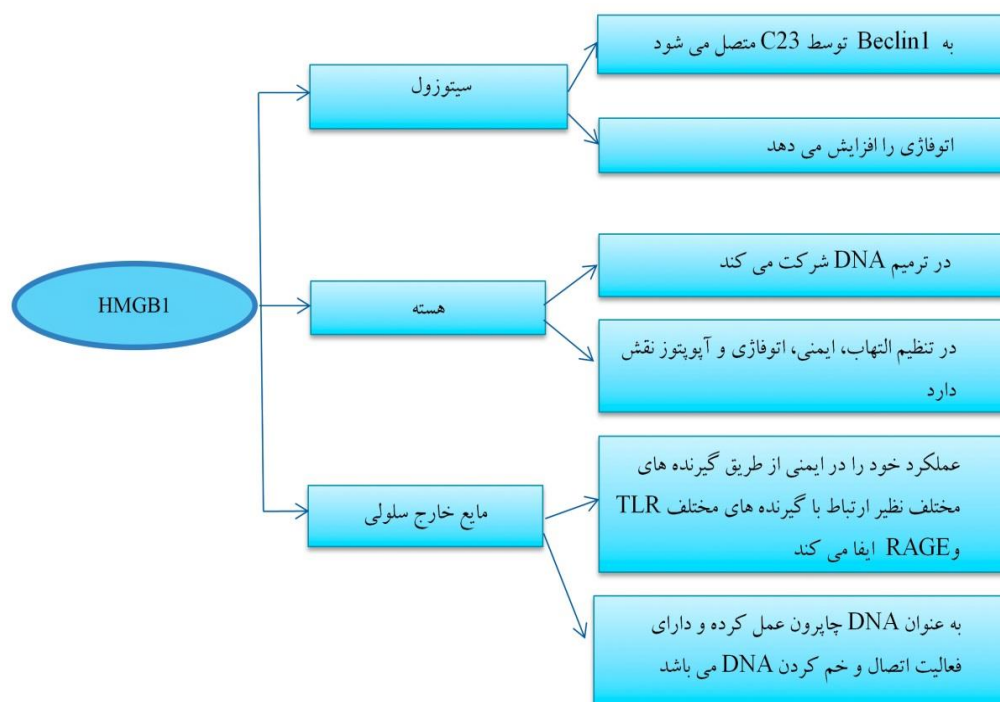 به Beclin1 توسط C23 متصل می شود
سیتوزول
اتوفاژی را افزایش می دهد
در ترمیم DNA شرکت می کند
HMGB1
هسته
در تنظیم التهاب، ایمنی، اتوفاژی و آپوپتوز نقش
دارد
عملکرد خود را در ایمنی از طریق گیرنده های
مختلف نظیر ارتباط با گیرنده های مختلف TLR
و RAGE ایفا می کند
مایع خارج سلولی
به عنوان DNA چاپرون عمل کرده و دارای
فعالیت اتصال و خم کردن DNA می باشد